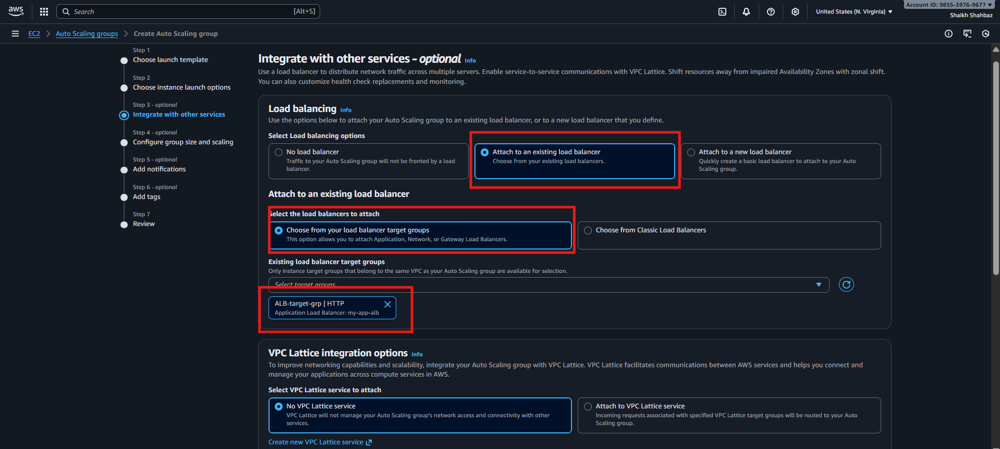 aws
Search
[Alt+S]
United States (N. Virginia)
Account ID: 9855-3976-9677
Shaikh Shahbaz
EC2
Auto Scaling groups
Create Auto Scaling group
Step 1
Choose launch template
Step 2
Choose instance launch options
Step 3 - optional
Integrate with other services
Step 4 - optional
Configure group size and scaling
Step 5 - optional
Add notifications
Step 6 - optional
Add tags
Step 7
Review
Integrate with other services - optional Info
Use a load balancer to distribute network traffic across multiple servers. Enable service-to-service communications with VPC Lattice. Shift resources away from impaired Availability Zones with zonal shift.
You can also customize health check replacements and monitoring.
Load balancing Info
Use the options below to attach your Auto Scaling group to an existing load balancer, or to a new load balancer that you define.
Select Load balancing options
No load balancer
Traffic to your Auto Scaling group will not be fronted by a load
balancer.
Attach to an existing load balancer
Choose from your existing load balancers.
Attach to a new load balancer
Quickly create a basic load balancer to attach to your Auto
Scaling group.
Attach to an existing load balancer
Select the load balancers to attach
Choose from your load balancer target groups
This option allows you to attach Application, Network, or Gateway Load Balancers.
Choose from Classic Load Balancers
Existing load balancer target groups
Only instance target groups that belong to the same VPC as your Auto Scaling group are available for selection.
Select target groups
ALB-target-grp | HTTP
Application Load Balancer: my-app-alb
VPC Lattice integration options Info
To improve networking capabilities and scalability, integrate your Auto Scaling group with VPC Lattice. VPC Lattice facilitates communications between AWS services and helps you connect and
manage your applications across compute services in AWS.
Select VPC Lattice service to attach
No VPC Lattice service
VPC Lattice will not manage your Auto Scaling group's network access and connectivity with other
services.
Attach to VPC Lattice service
Incoming requests associated with specified VPC Lattice target groups will be routed to your Auto
Scaling group.
Create new VPC Lattice service